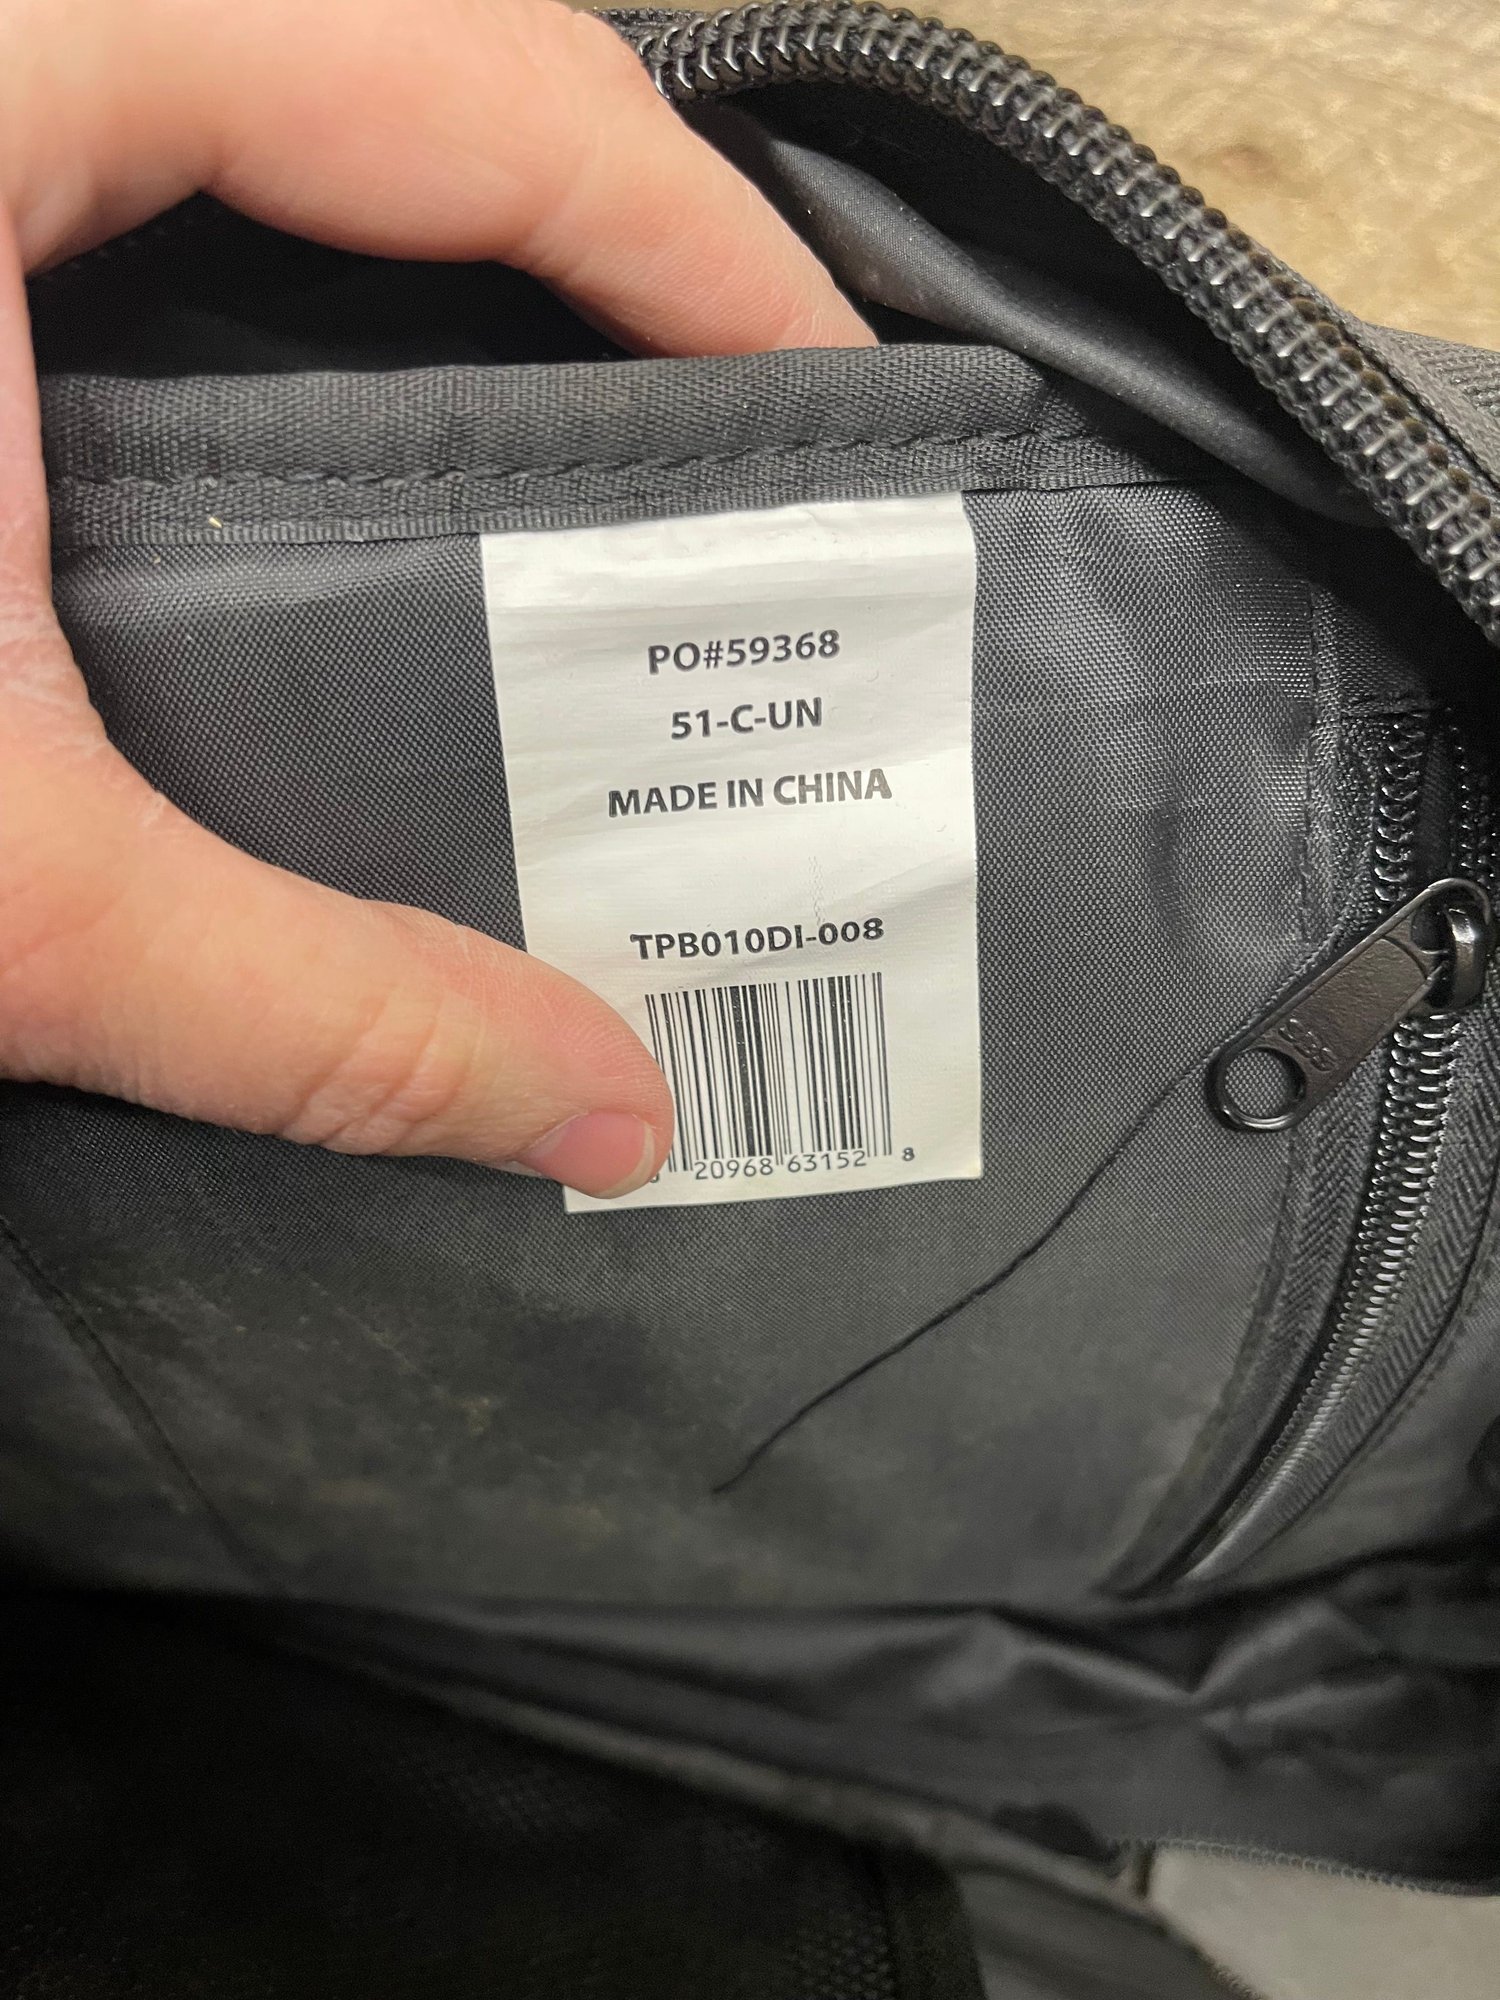 PO#59368
51-C-UN
MADE IN CHINA
TPB010DI-008
20968 63152 8